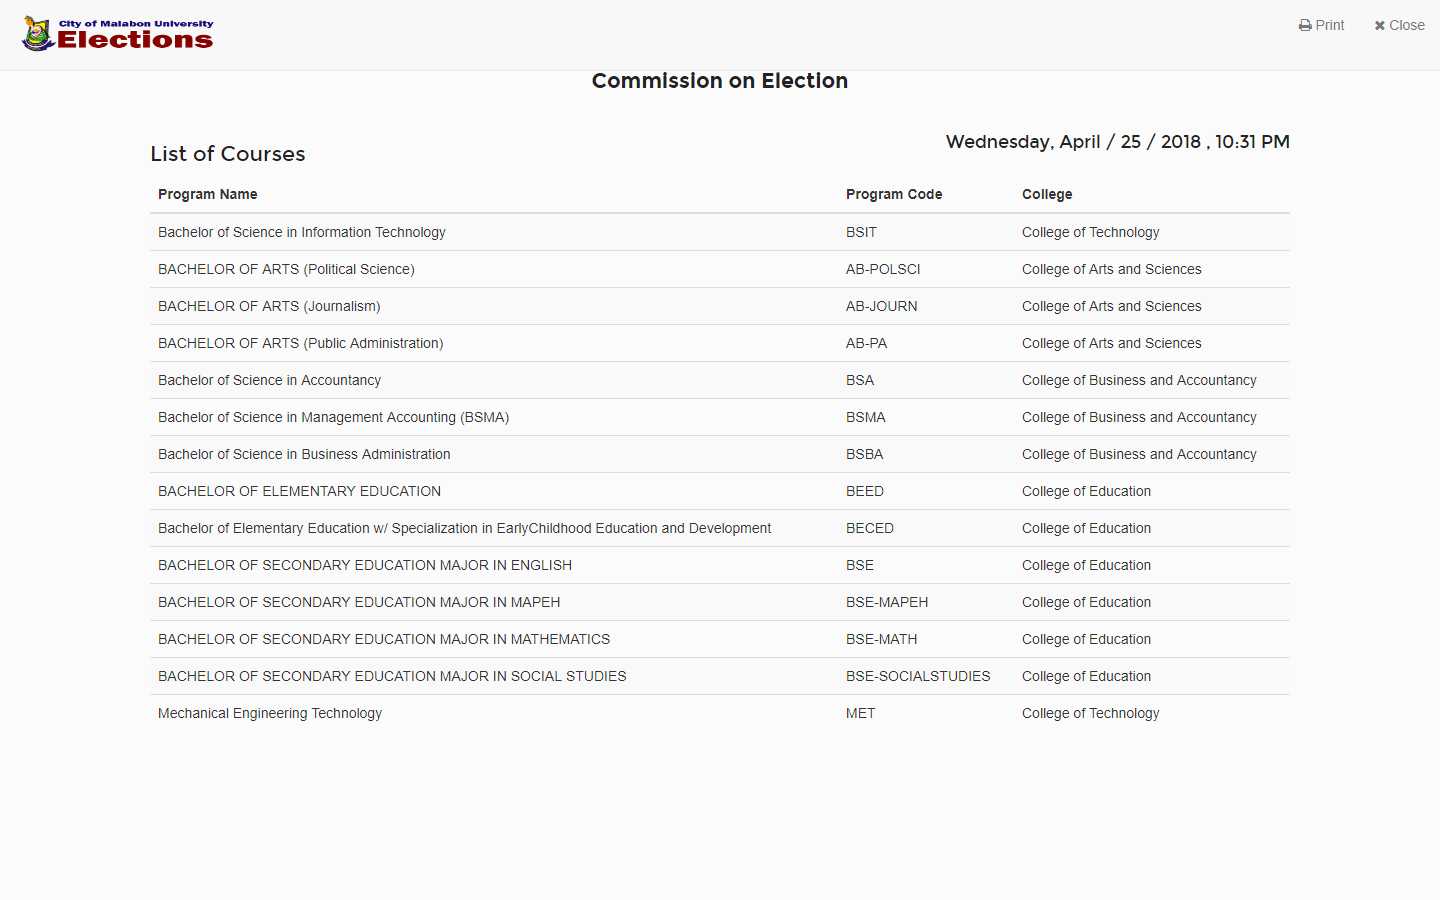 City of Malabon University
Elections
Print
Close
Commission on Election
Wednesday, April / 25 / 2018 , 10:31 PM
List of Courses
Program Name Program Code College
Bachelor of Science in Information Technology BSIT College of Technology
BACHELOR OF ARTS (Political Science) AB-POLSCI College of Arts and Sciences
BACHELOR OF ARTS (Journalism) AB-JOURN College of Arts and Sciences
BACHELOR OF ARTS (Public Administration) AB-PA College of Arts and Sciences
Bachelor of Science in Accountancy BSA College of Business and Accountancy
Bachelor of Science in Management Accounting (BSMA) BSMA College of Business and Accountancy
Bachelor of Science in Business Administration BSBA College of Business and Accountancy
BACHELOR OF ELEMENTARY EDUCATION BEED College of Education
Bachelor of Elementary Education w/ Specialization in EarlyChildhood Education and Development BECED College of Education
BACHELOR OF SECONDARY EDUCATION MAJOR IN ENGLISH BSE College of Education
BACHELOR OF SECONDARY EDUCATION MAJOR IN MAPEH BSE-MAPEH College of Education
BACHELOR OF SECONDARY EDUCATION MAJOR IN MATHEMATICS BSE-MATH College of Education
BACHELOR OF SECONDARY EDUCATION MAJOR IN SOCIAL STUDIES BSE-SOCIALSTUDIES College of Education
Mechanical Engineering Technology MET College of Technology